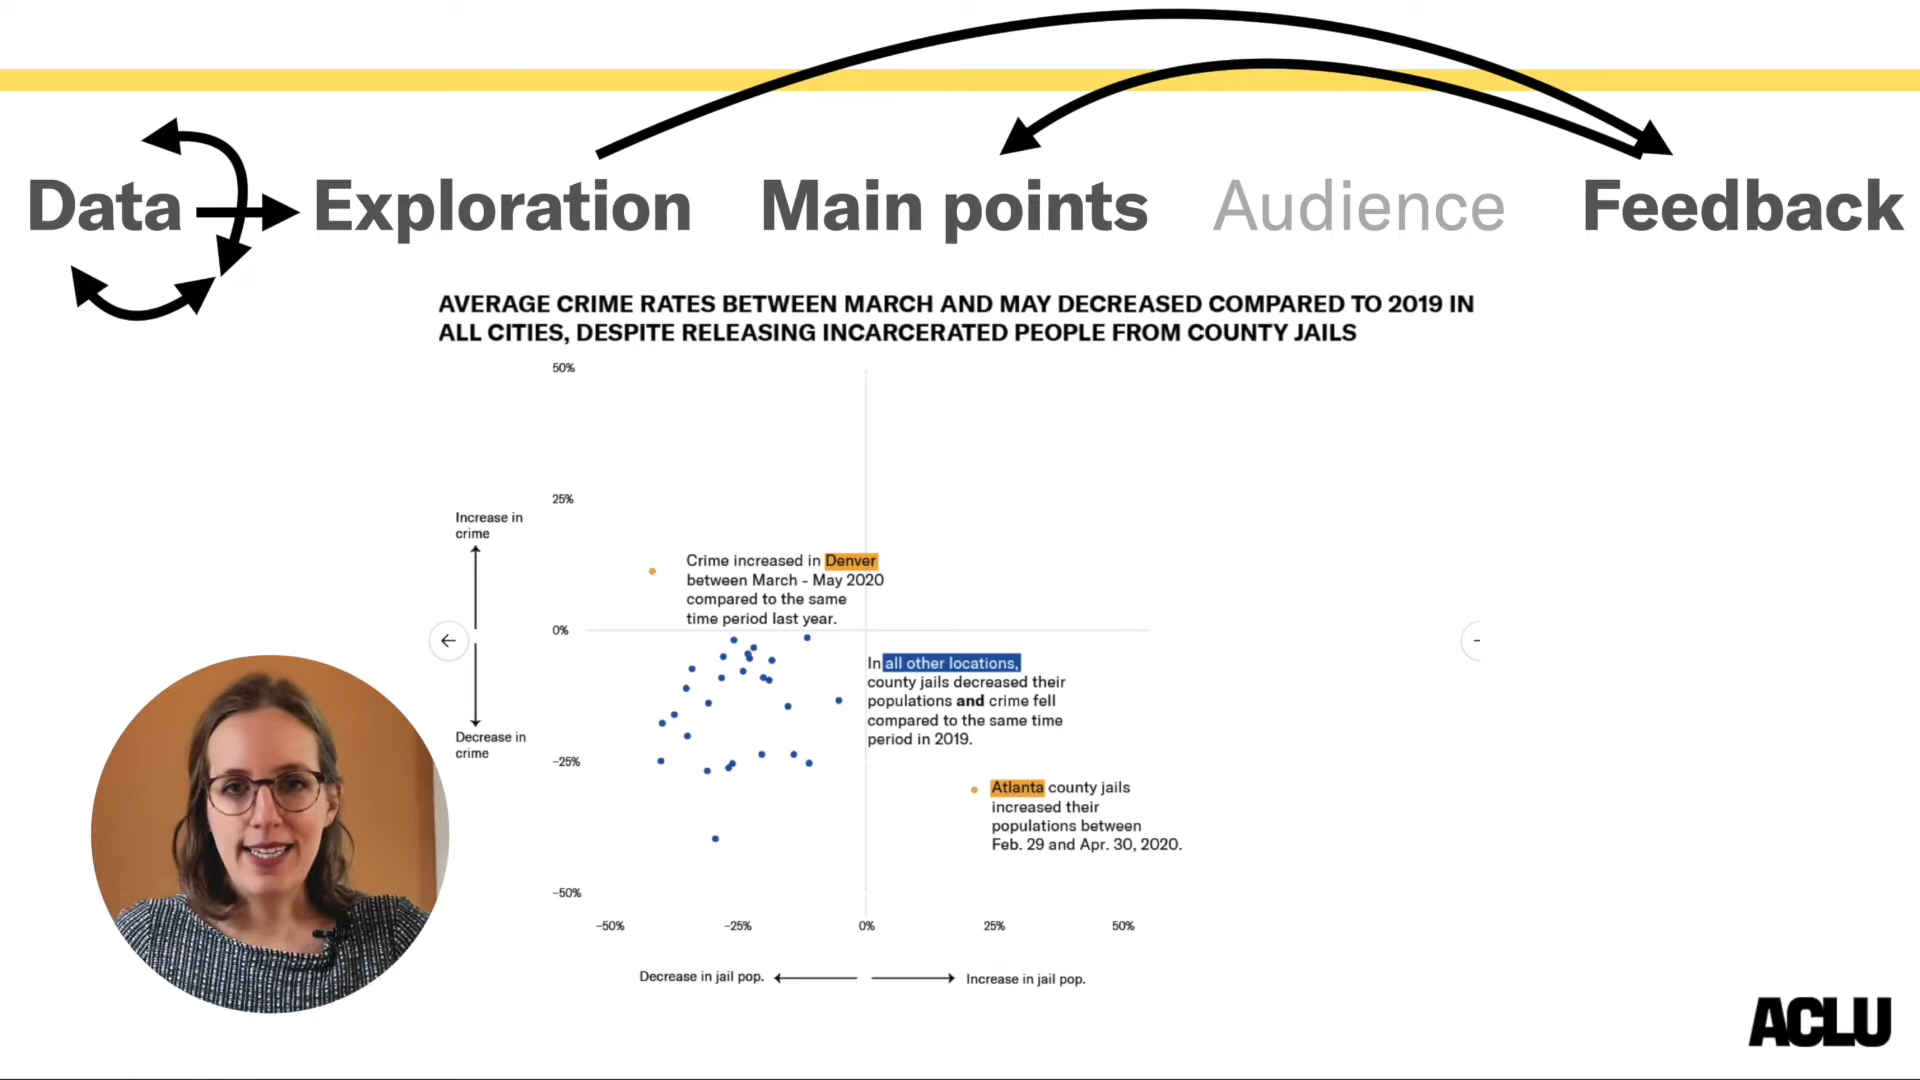 Data Exploration Main points Audience Feedback
AVERAGE CRIME RATES BETWEEN MARCH AND MAY DECREASED COMPARED TO 2019 IN
ALL CITIES, DESPITE RELEASING INCARCERATED PEOPLE FROM COUNTY JAILS
50%
25%
Increase in
crime
Crime increased in Denver
between March - May 2020
compared to the same
time period last year.
0%
In all other locations,
county jails decreased their
populations and crime fell
compared to the same time
period in 2019.
Decrease in
crime
-25%
Atlanta county jails
increased their
populations between
Feb. 29 and Apr. 30, 2020.
-50%
-50% -25% 0% 25% 50%
Decrease in jail pop. Increase in jail pop.
ACLU